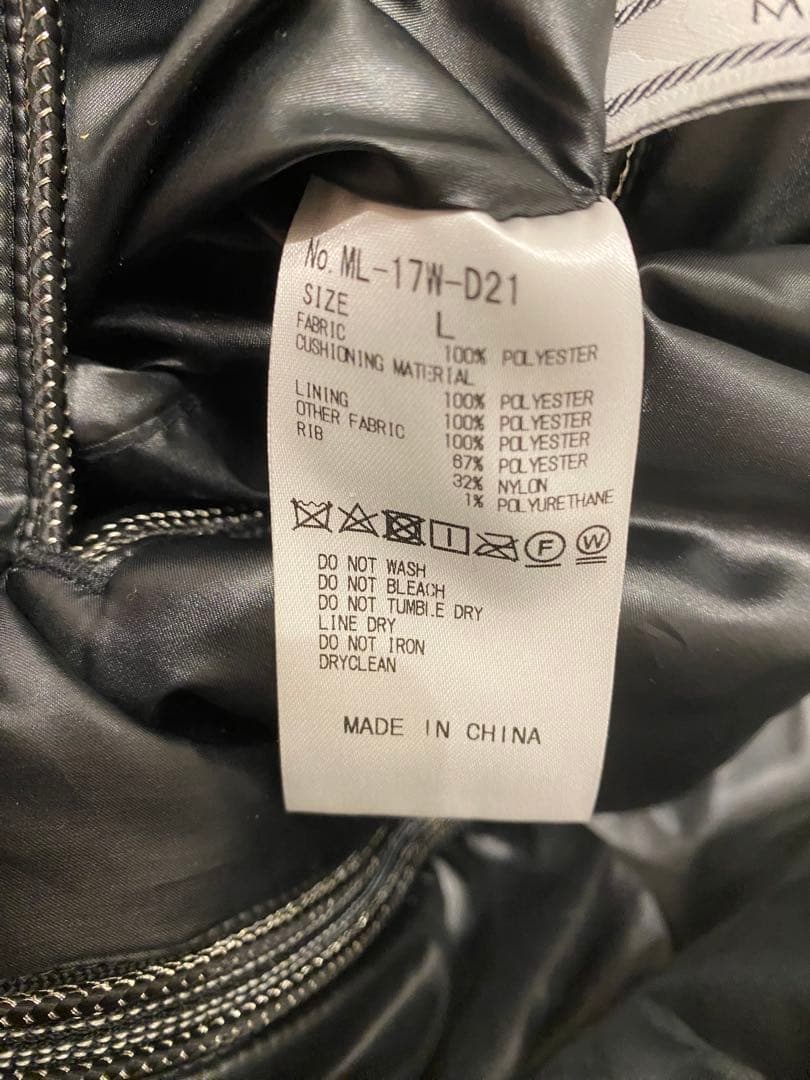 No. ML-17W-D21
SIZE L
FABRIC 100% POLYESTER
CUSHIONING MATERIAL
100% POLYESTER
LINING 100% POLYESTER
OTHER FABRIC 100% POLYESTER
RIB 67% POLYESTER
32% NYLON
1% POLYURETHANE
F W
DO NOT WASH
DO NOT BLEACH
DO NOT TUMBLE DRY
LINE DRY
DO NOT IRON
DRYCLEAN
MADE IN CHINA